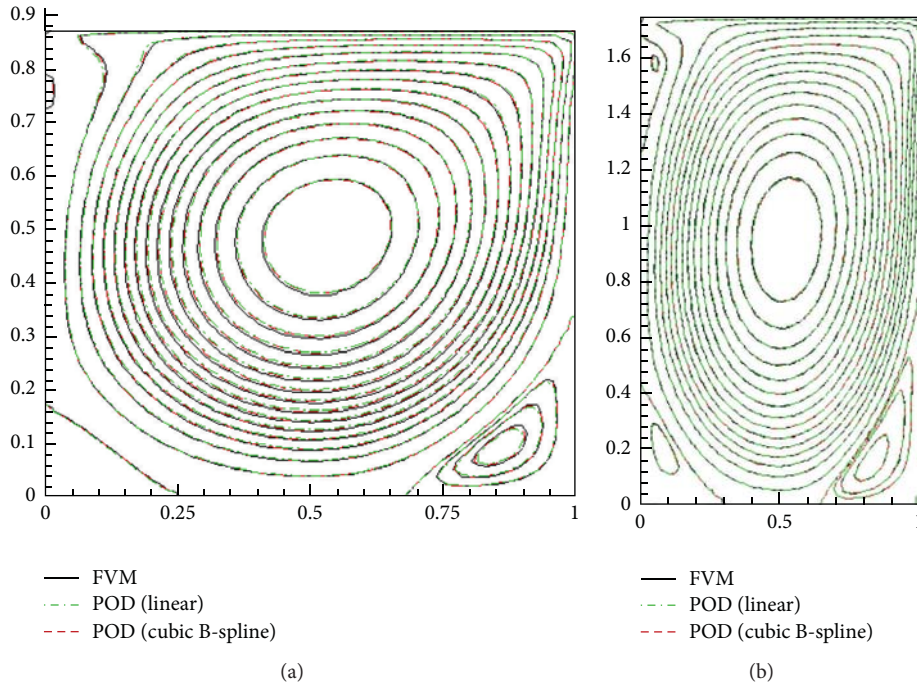 0.9
0.8
0.7
0.6
0.5
0.4
0.3
0.2
0.1
0
0 0.25 0.5 0.75 1
FVM
POD (linear)
POD (cubic B-spline)
(a)
1.6
1.4
1.2
1
0.8
0.6
0.4
0.2
0
0 0.5 1
FVM
POD (linear)
POD (cubic B-spline)
(b)